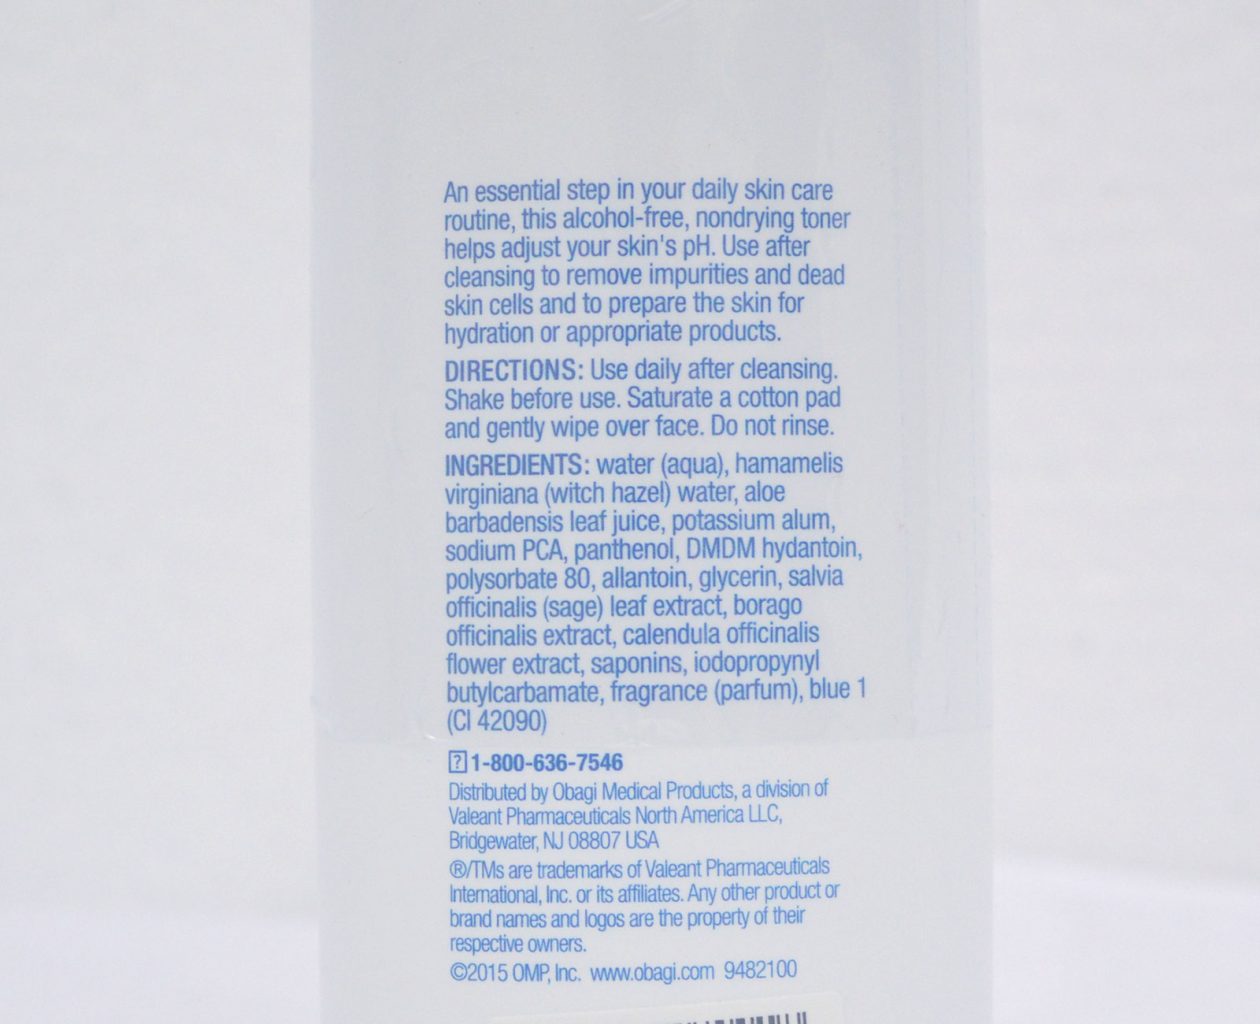 An essential step in your daily skin care
routine, this alcohol-free, nondrying toner
helps adjust your skin's pH. Use after
cleansing to remove impurities and dead
skin cells and to prepare the skin for
hydration or appropriate products.
DIRECTIONS: Use daily after cleansing.
Shake before use. Saturate a cotton pad
and gently wipe over face. Do not rinse.
INGREDIENTS: water (aqua), hamamelis
virginiana (witch hazel) water, aloe
barbadensis leaf juice, potassium alum,
sodium PCA, panthenol, DMDM hydantoin,
polysorbate 80, allantoin, glycerin, salvia
officinalis (sage) leaf extract, borago
officinalis extract, calendula officinalis
flower extract, saponins, iodopropynyl
butylcarbamate, fragrance (parfum), blue 1
(CI 42090)
?1-800-636-7546
Distributed by Obagi Medical Products, a division of
Valeant Pharmaceuticals North America LLC,
Bridgewater, NJ 08807 USA
®/TMs are trademarks of Valeant Pharmaceuticals
International, Inc. or its affiliates. Any other product or
brand names and logos are the property of their
respective owners.
©2015 OMP, Inc. www.obagi.com 9482100